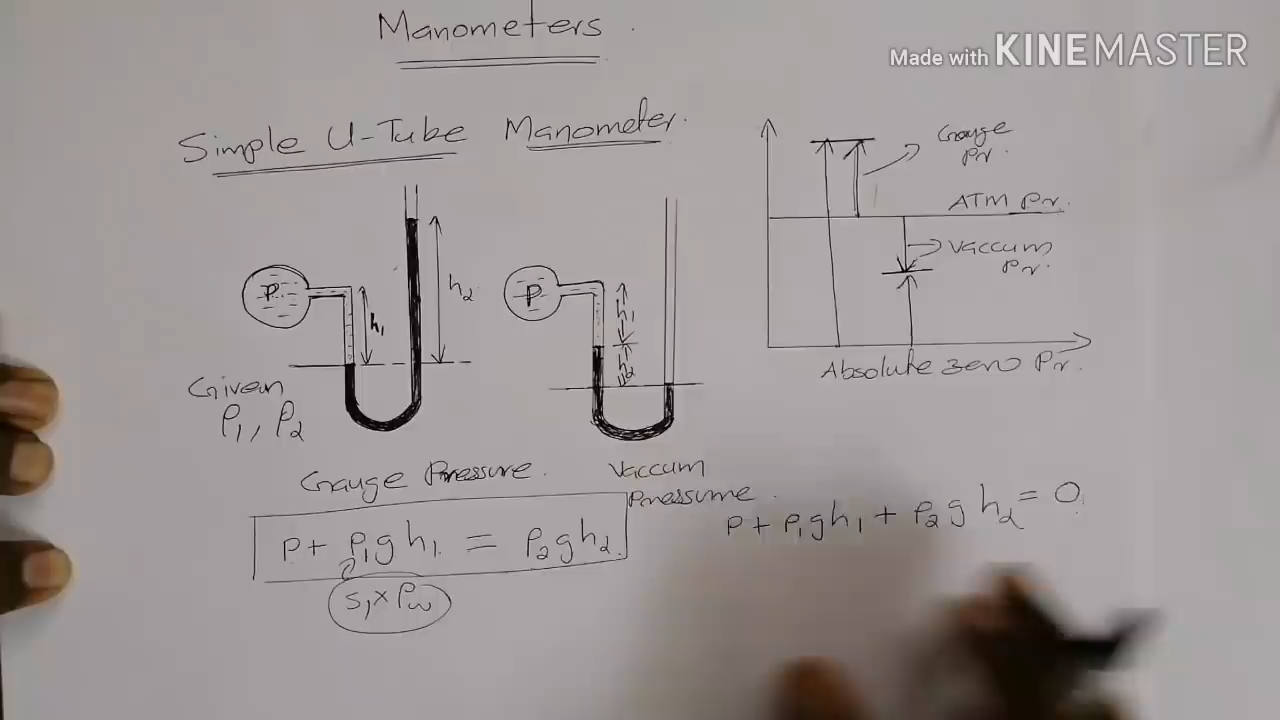 Manometers.
Made with KINEMASTER
Simple U-Tube Manometer.
Gauge
Pr.
ATM Pr.
Vaccum
Pr.
Absolute zero Pr.
P
h₁
h₂
P
h₁
h₂
Givean
ρ₁, ρ₂
Gauge Pressure.
Vaccum
Pressume.
P + ρ₁gh₁ = ρ₂gh₂
S₁ × ρw
P + ρ₁gh₁ + ρ₂gh₂ = 0